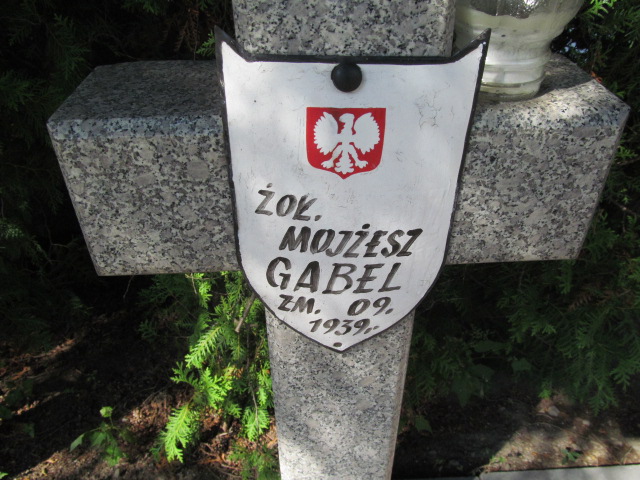 ŻOŁ.
MOJŻESZ
GABEL
ZM. 09.
1939.-